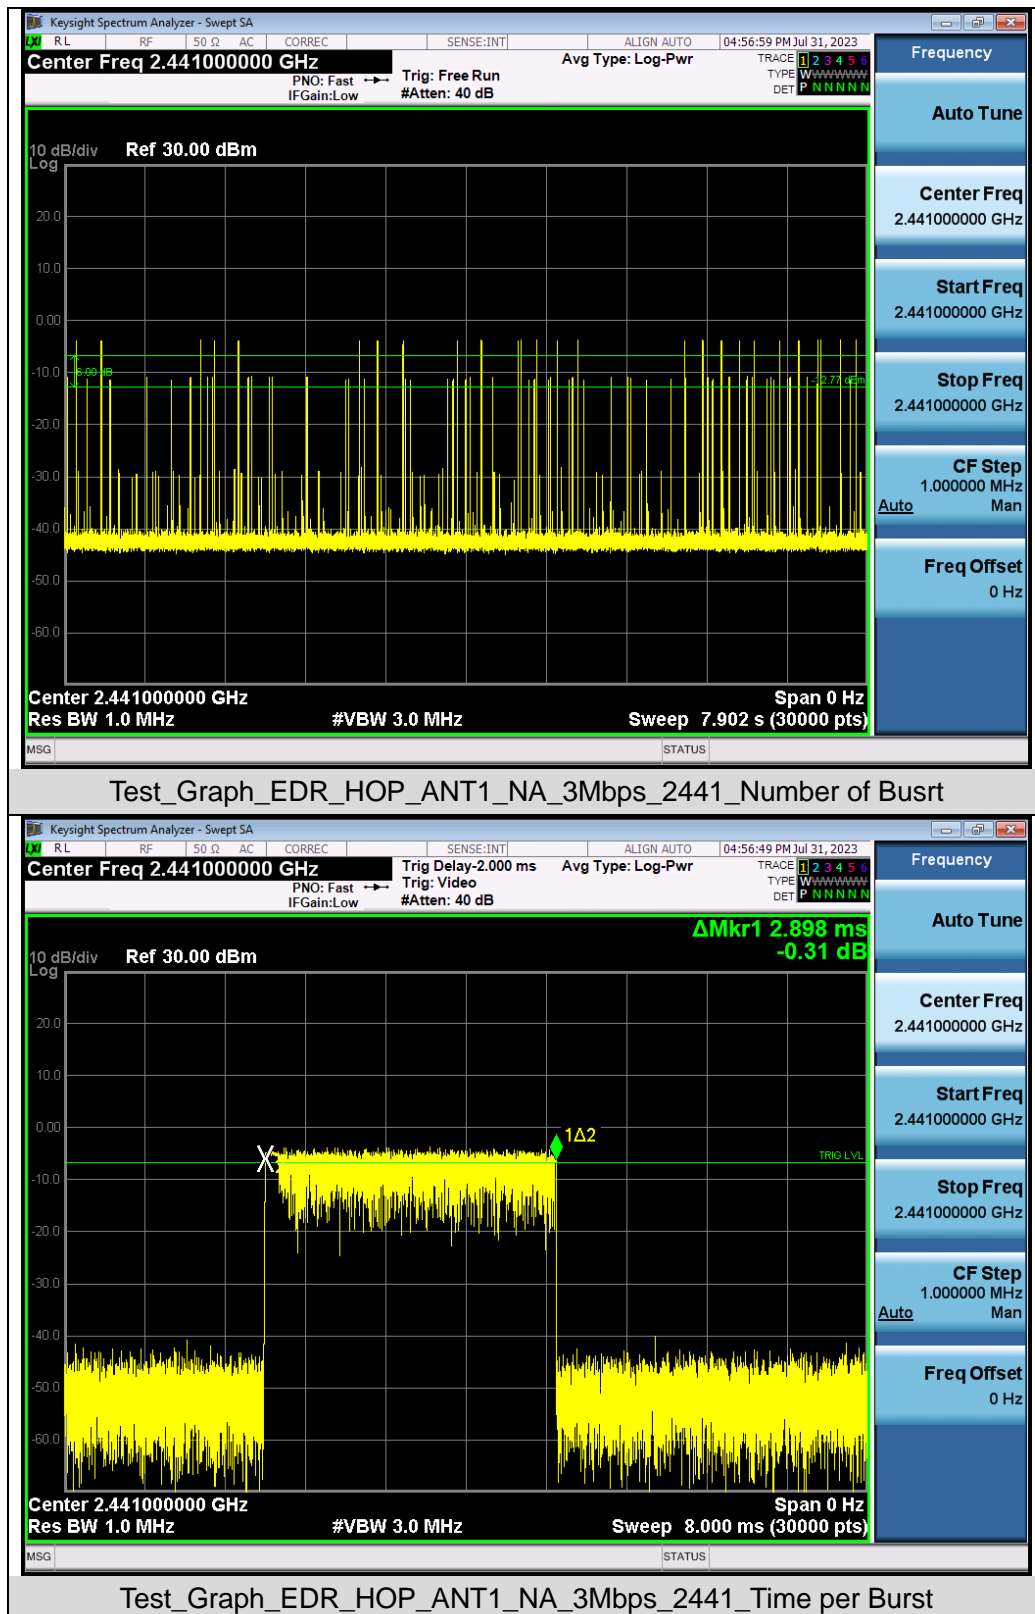 Keysight Spectrum Analyzer - Swept SA
LXI RL RF 50 Ω AC CORREC SENSE:INT ALIGN AUTO 04:56:59 PM Jul 31, 2023
Center Freq 2.441000000 GHz
PNO: Fast
IFGain:Low
Trig: Free Run
#Atten: 40 dB
Avg Type: Log-Pwr
TRACE 1 2 3 4 5 6
TYPE WWWWWW
DET P N N N N N
Frequency
Auto Tune
Center Freq
2.441000000 GHz
Start Freq
2.441000000 GHz
Stop Freq
2.441000000 GHz
CF Step
1.000000 MHz
Auto Man
Freq Offset
0 Hz
10 dB/div Ref 30.00 dBm
Log
20.0
10.0
0.00
-10.0
6.00 dB
-12.77 dBm
-20.0
-30.0
-40.0
-50.0
-60.0
Center 2.441000000 GHz Span 0 Hz
Res BW 1.0 MHz #VBW 3.0 MHz Sweep 7.902 s (30000 pts)
MSG STATUS
Test_Graph_EDR_HOP_ANT1_NA_3Mbps_2441_Number of Busrt
Keysight Spectrum Analyzer - Swept SA
LXI RL RF 50 Ω AC CORREC SENSE:INT ALIGN AUTO 04:56:49 PM Jul 31, 2023
Center Freq 2.441000000 GHz
PNO: Fast
IFGain:Low
Trig Delay-2.000 ms
Trig: Video
#Atten: 40 dB
Avg Type: Log-Pwr
TRACE 1 2 3 4 5 6
TYPE WWWWWW
DET P N N N N N
Frequency
Auto Tune
Center Freq
2.441000000 GHz
Start Freq
2.441000000 GHz
Stop Freq
2.441000000 GHz
CF Step
1.000000 MHz
Auto Man
Freq Offset
0 Hz
ΔMkr1 2.898 ms
-0.31 dB
10 dB/div Ref 30.00 dBm
Log
20.0
10.0
0.00
1Δ2
TRIG LVL
-10.0
-20.0
-30.0
-40.0
-50.0
-60.0
Center 2.441000000 GHz Span 0 Hz
Res BW 1.0 MHz #VBW 3.0 MHz Sweep 8.000 ms (30000 pts)
MSG STATUS
Test_Graph_EDR_HOP_ANT1_NA_3Mbps_2441_Time per Burst